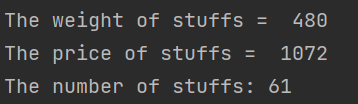 The weight of stuffs =  480
The price of stuffs =  1072
The number of stuffs: 61